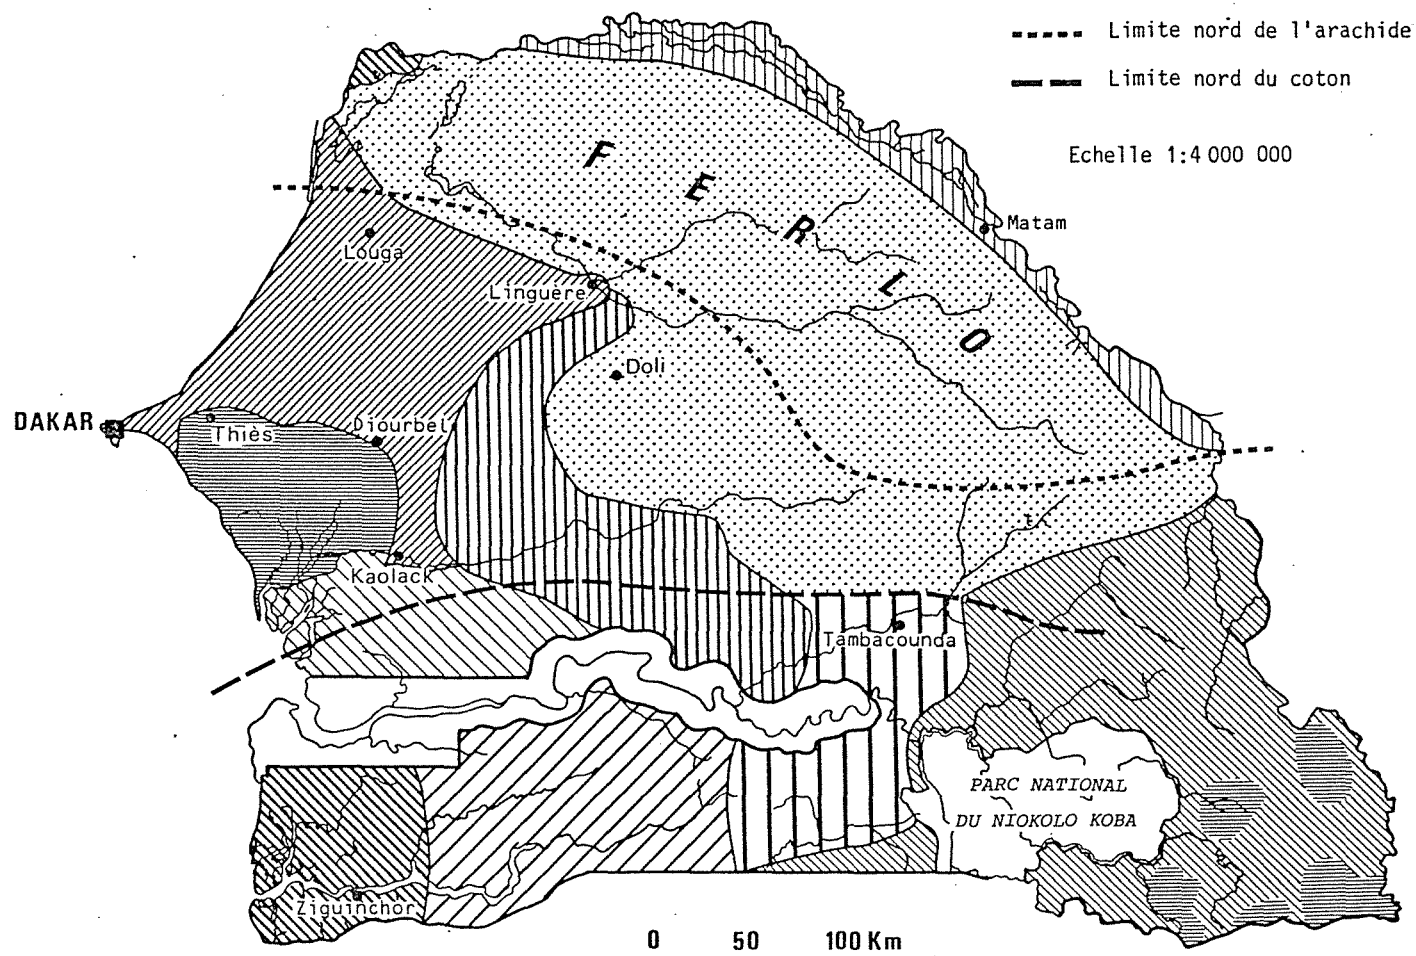 Limite nord de l'arachide
Limite nord du coton
Echelle 1:4 000 000
F E R L O
Matam
Louga
Linguère
Doli
DAKAR
Thiès
Diourbel
Kaolack
Tambacounda
PARC NATIONAL
DU NIOKOLO KOBA
Ziguinchor
0 50 100 Km